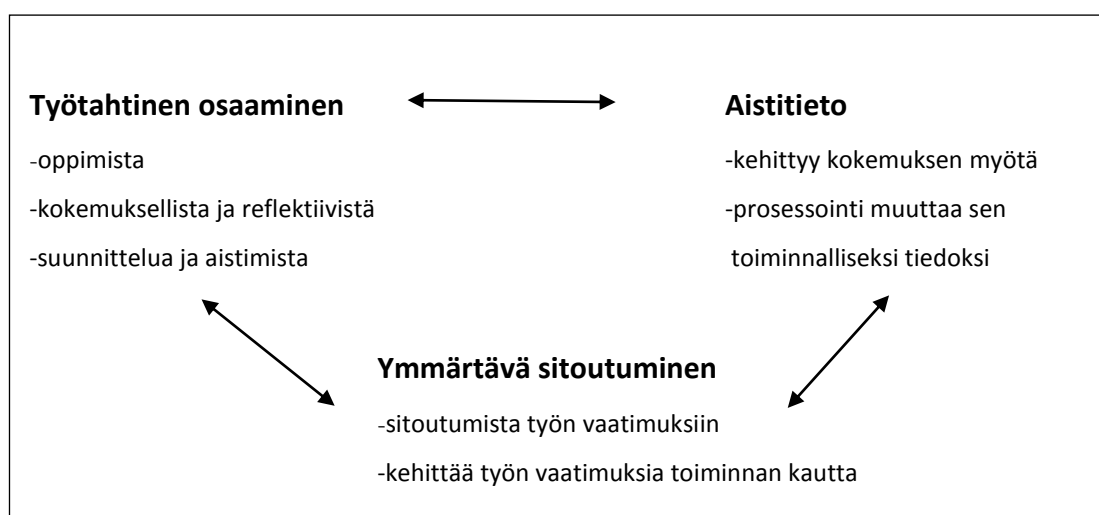 Työtahtinen osaaminen
-oppimista
-kokemuksellista ja reflektiivistä
-suunnittelua ja aistimista
Aistitieto
-kehittyy kokemuksen myötä
-prosessointi muuttaa sen
toiminnalliseksi tiedoksi
Ymmärtävä sitoutuminen
-sitoutumista työn vaatimuksiin
-kehittää työn vaatimuksia toiminnan kautta